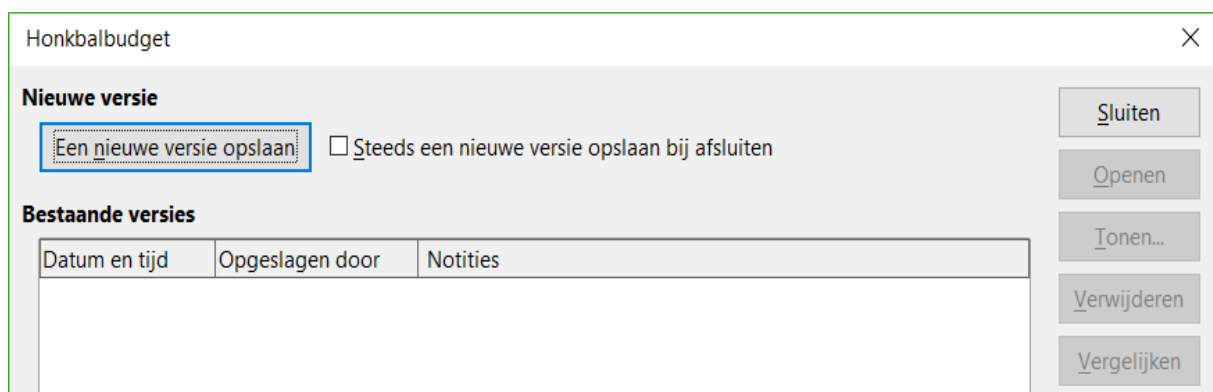 Honkbalbudget
Nieuwe versie
Een nieuwe versie opslaan
Steeds een nieuwe versie opslaan bij afsluiten
Sluiten
Openen
Bestaande versies
Tonen...
Datum en tijd Opgeslagen door Notities
Verwijderen
Vergelijken